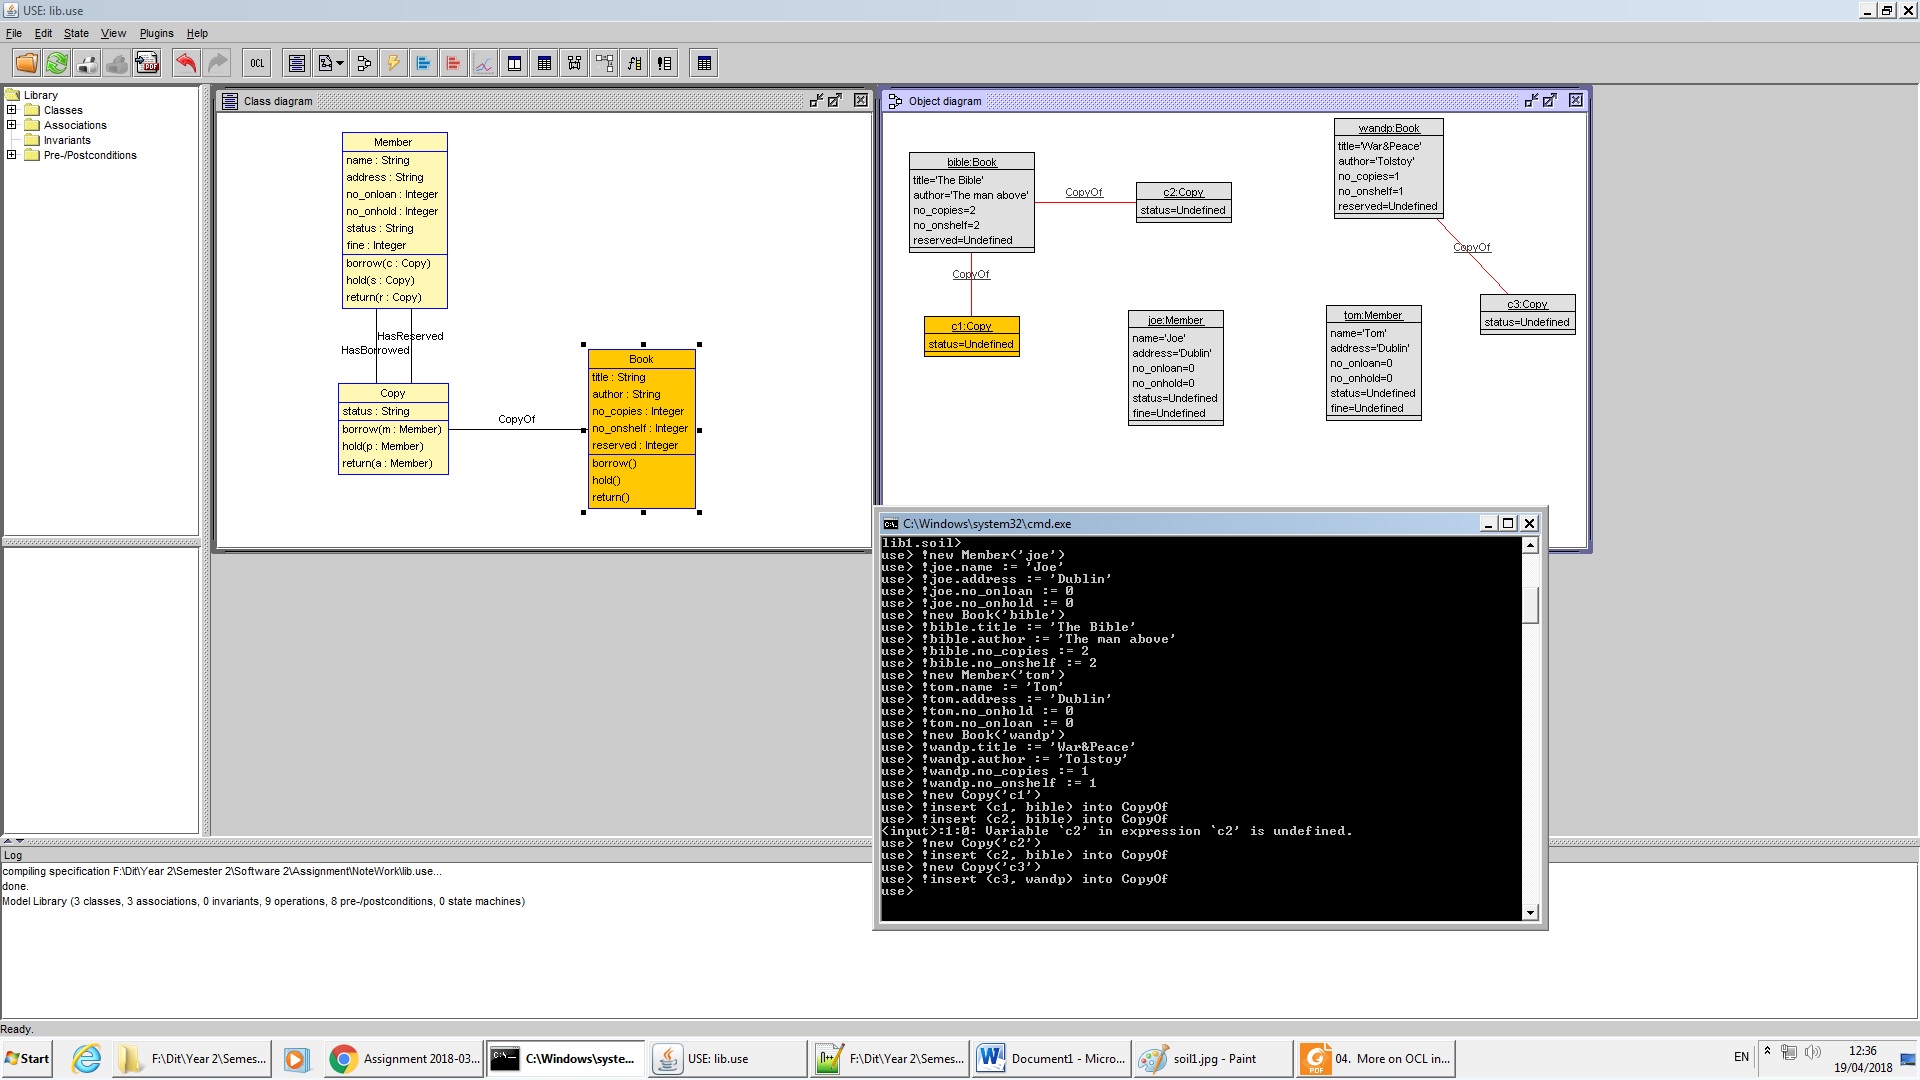 USE: lib.use
File Edit State View Plugins Help
OCL
Library
Classes
Associations
Invariants
Pre-/Postconditions
Class diagram
Member
name : String
address : String
no_onloan : Integer
no_onhold : Integer
status : String
fine : Integer
borrow(c : Copy)
hold(s : Copy)
return(r : Copy)
HasReserved
HasBorrowed
Copy
status : String
borrow(m : Member)
hold(p : Member)
return(a : Member)
CopyOf
Book
title : String
author : String
no_copies : Integer
no_onshelf : Integer
reserved : Integer
borrow()
hold()
return()
Object diagram
bible:Book
title='The Bible'
author='The man above'
no_copies=2
no_onshelf=2
reserved=Undefined
CopyOf
c2:Copy
status=Undefined
CopyOf
c1:Copy
status=Undefined
wandp:Book
title='War&Peace'
author='Tolstoy'
no_copies=1
no_onshelf=1
reserved=Undefined
CopyOf
c3:Copy
status=Undefined
joe:Member
name='Joe'
address='Dublin'
no_onloan=0
no_onhold=0
status=Undefined
fine=Undefined
tom:Member
name='Tom'
address='Dublin'
no_onloan=0
no_onhold=0
status=Undefined
fine=Undefined
C:\Windows\system32\cmd.exe
lib1.soil>
use> !new Member('joe')
use> !joe.name := 'Joe'
use> !joe.address := 'Dublin'
use> !joe.no_onloan := 0
use> !joe.no_onhold := 0
use> !new Book('bible')
use> !bible.title := 'The Bible'
use> !bible.author := 'The man above'
use> !bible.no_copies := 2
use> !bible.no_onshelf := 2
use> !new Member('tom')
use> !tom.name := 'Tom'
use> !tom.address := 'Dublin'
use> !tom.no_onhold := 0
use> !tom.no_onloan := 0
use> !new Book('wandp')
use> !wandp.title := 'War&Peace'
use> !wandp.author := 'Tolstoy'
use> !wandp.no_copies := 1
use> !wandp.no_onshelf := 1
use> !new Copy('c1')
use> !insert (c1, bible) into CopyOf
use> !insert (c2, bible) into CopyOf
<input>:1:0: Variable `c2' in expression `c2' is undefined.
use> !new Copy('c2')
use> !insert (c2, bible) into CopyOf
use> !new Copy('c3')
use> !insert (c3, wandp) into CopyOf
use>
Log
compiling specification F:\Dit\Year 2\Semester 2\Software 2\Assignment\NoteWork\lib.use...
done.
Model Library (3 classes, 3 associations, 0 invariants, 9 operations, 8 pre-/postconditions, 0 state machines)
Ready.
Start
F:\Dit\Year 2\Semes...
Assignment 2018-03...
C:\Windows\syste...
USE: lib.use
F:\Dit\Year 2\Semes...
Document1 - Micro...
soil1.jpg - Paint
04. More on OCL in...
EN
12:36
19/04/2018